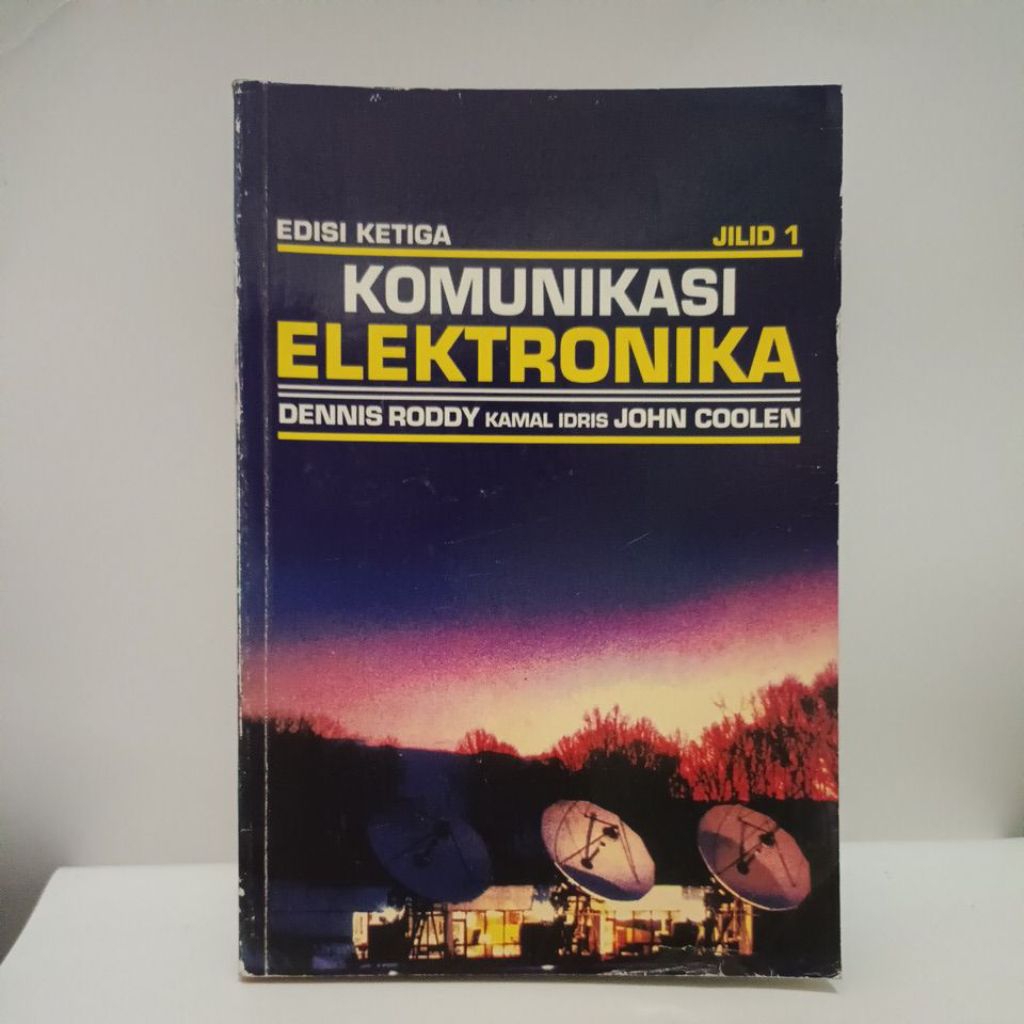 EDISI KETIGA JILID 1
KOMUNIKASI
ELEKTRONIKA
DENNIS RODDY KAMAL IDRIS JOHN COOLEN